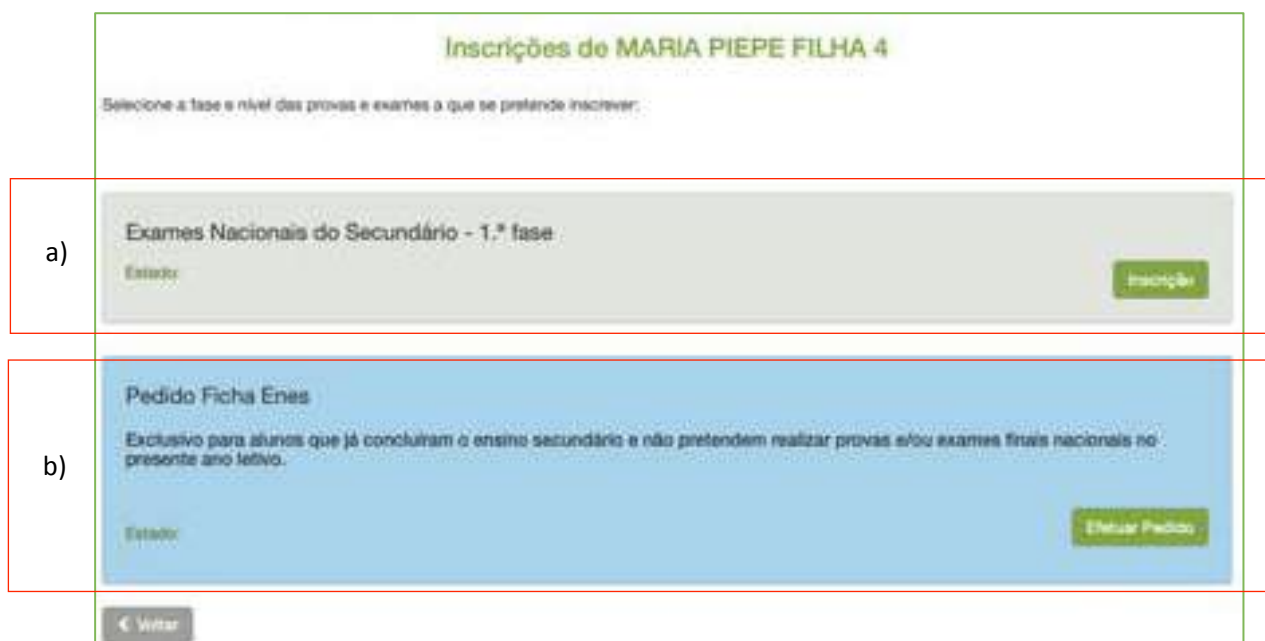 Inscrições de MARIA PIEPE FILHA 4
Selecione a fase e nível das provas e exames a que se pretende inscrever:
a)
Exames Nacionais do Secundário - 1.ª fase
Estado:
Inscrição
b)
Pedido Ficha Enes
Exclusivo para alunos que já concluíram o ensino secundário e não pretendem realizar provas e/ou exames finais nacionais no
presente ano letivo.
Estado:
Efetuar Pedido
Voltar